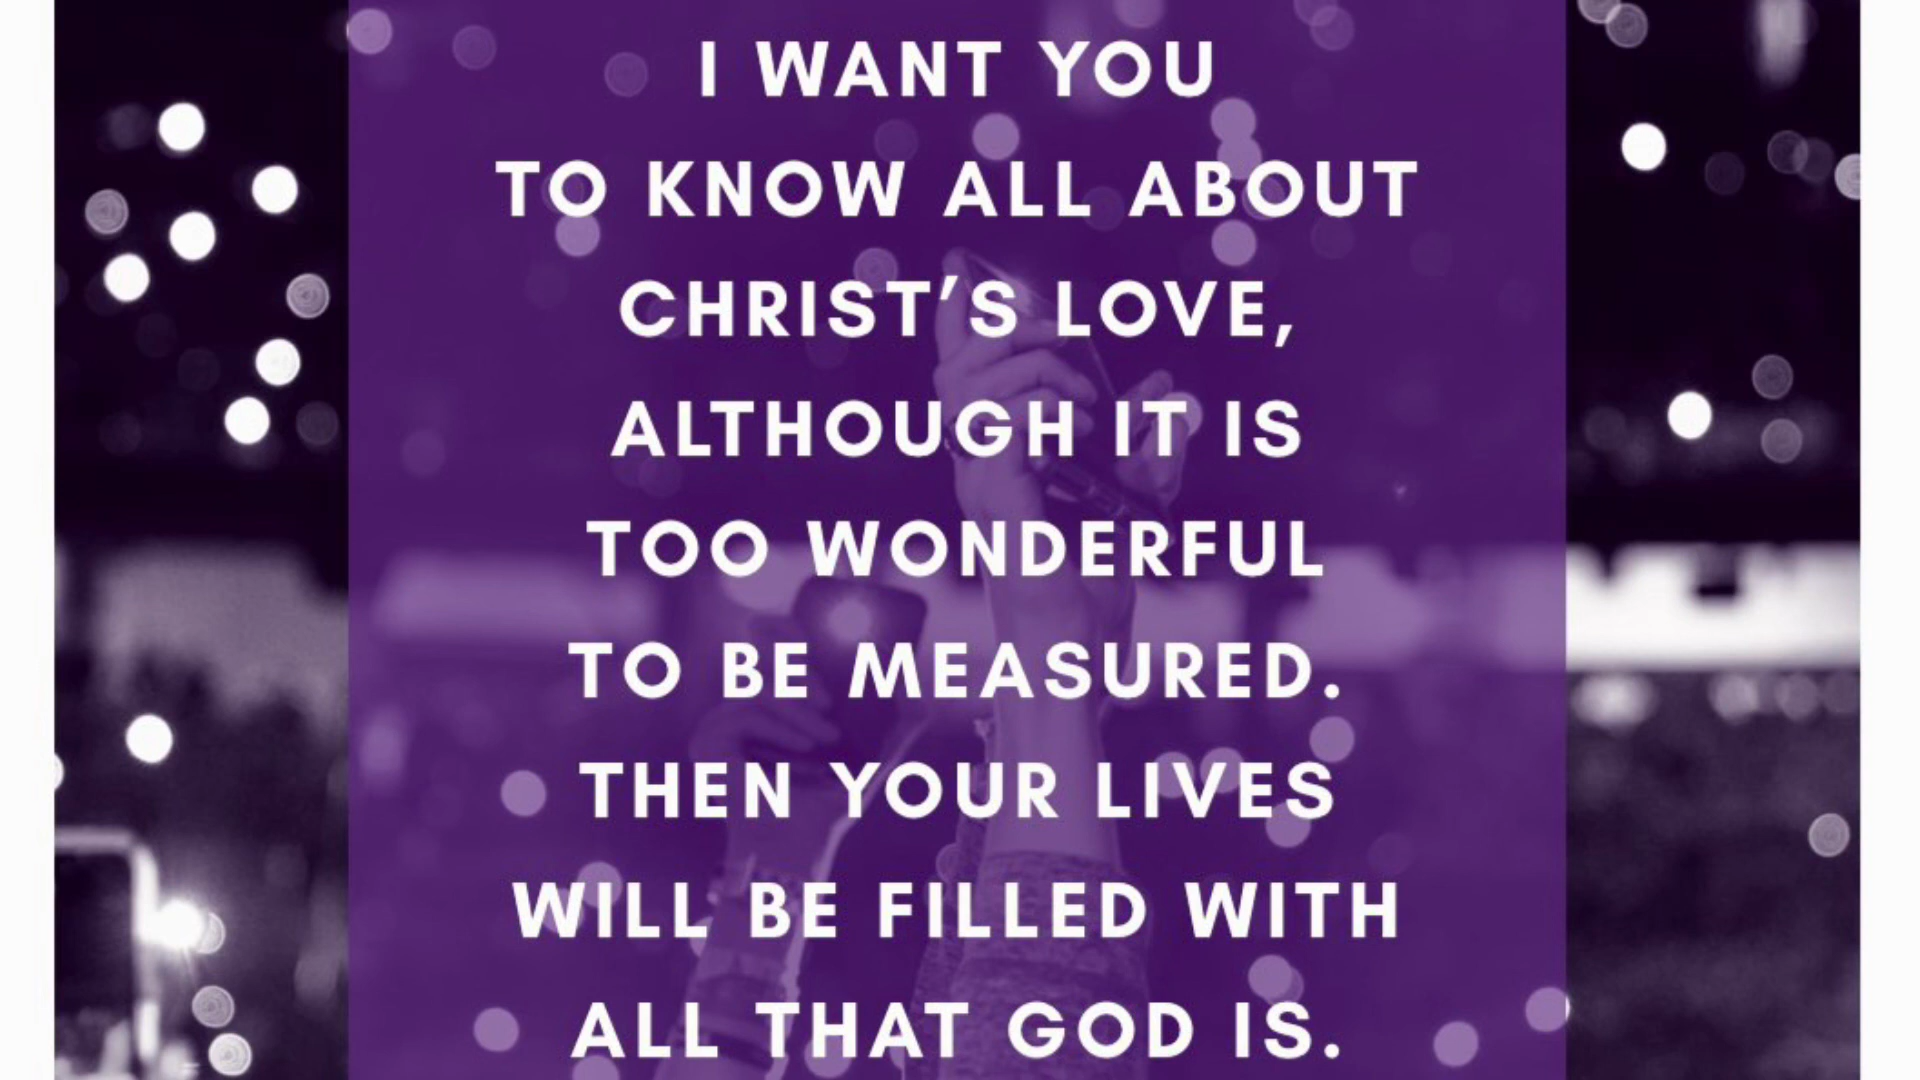 I WANT YOU
TO KNOW ALL ABOUT
CHRIST’S LOVE,
ALTHOUGH IT IS
TOO WONDERFUL
TO BE MEASURED.
THEN YOUR LIVES
WILL BE FILLED WITH
ALL THAT GOD IS.